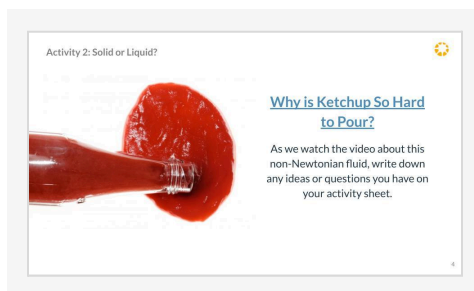 Activity 2: Solid or Liquid?
Why is Ketchup So Hard
to Pour?
As we watch the video about this
non-Newtonian fluid, write down
any ideas or questions you have on
your activity sheet.
4